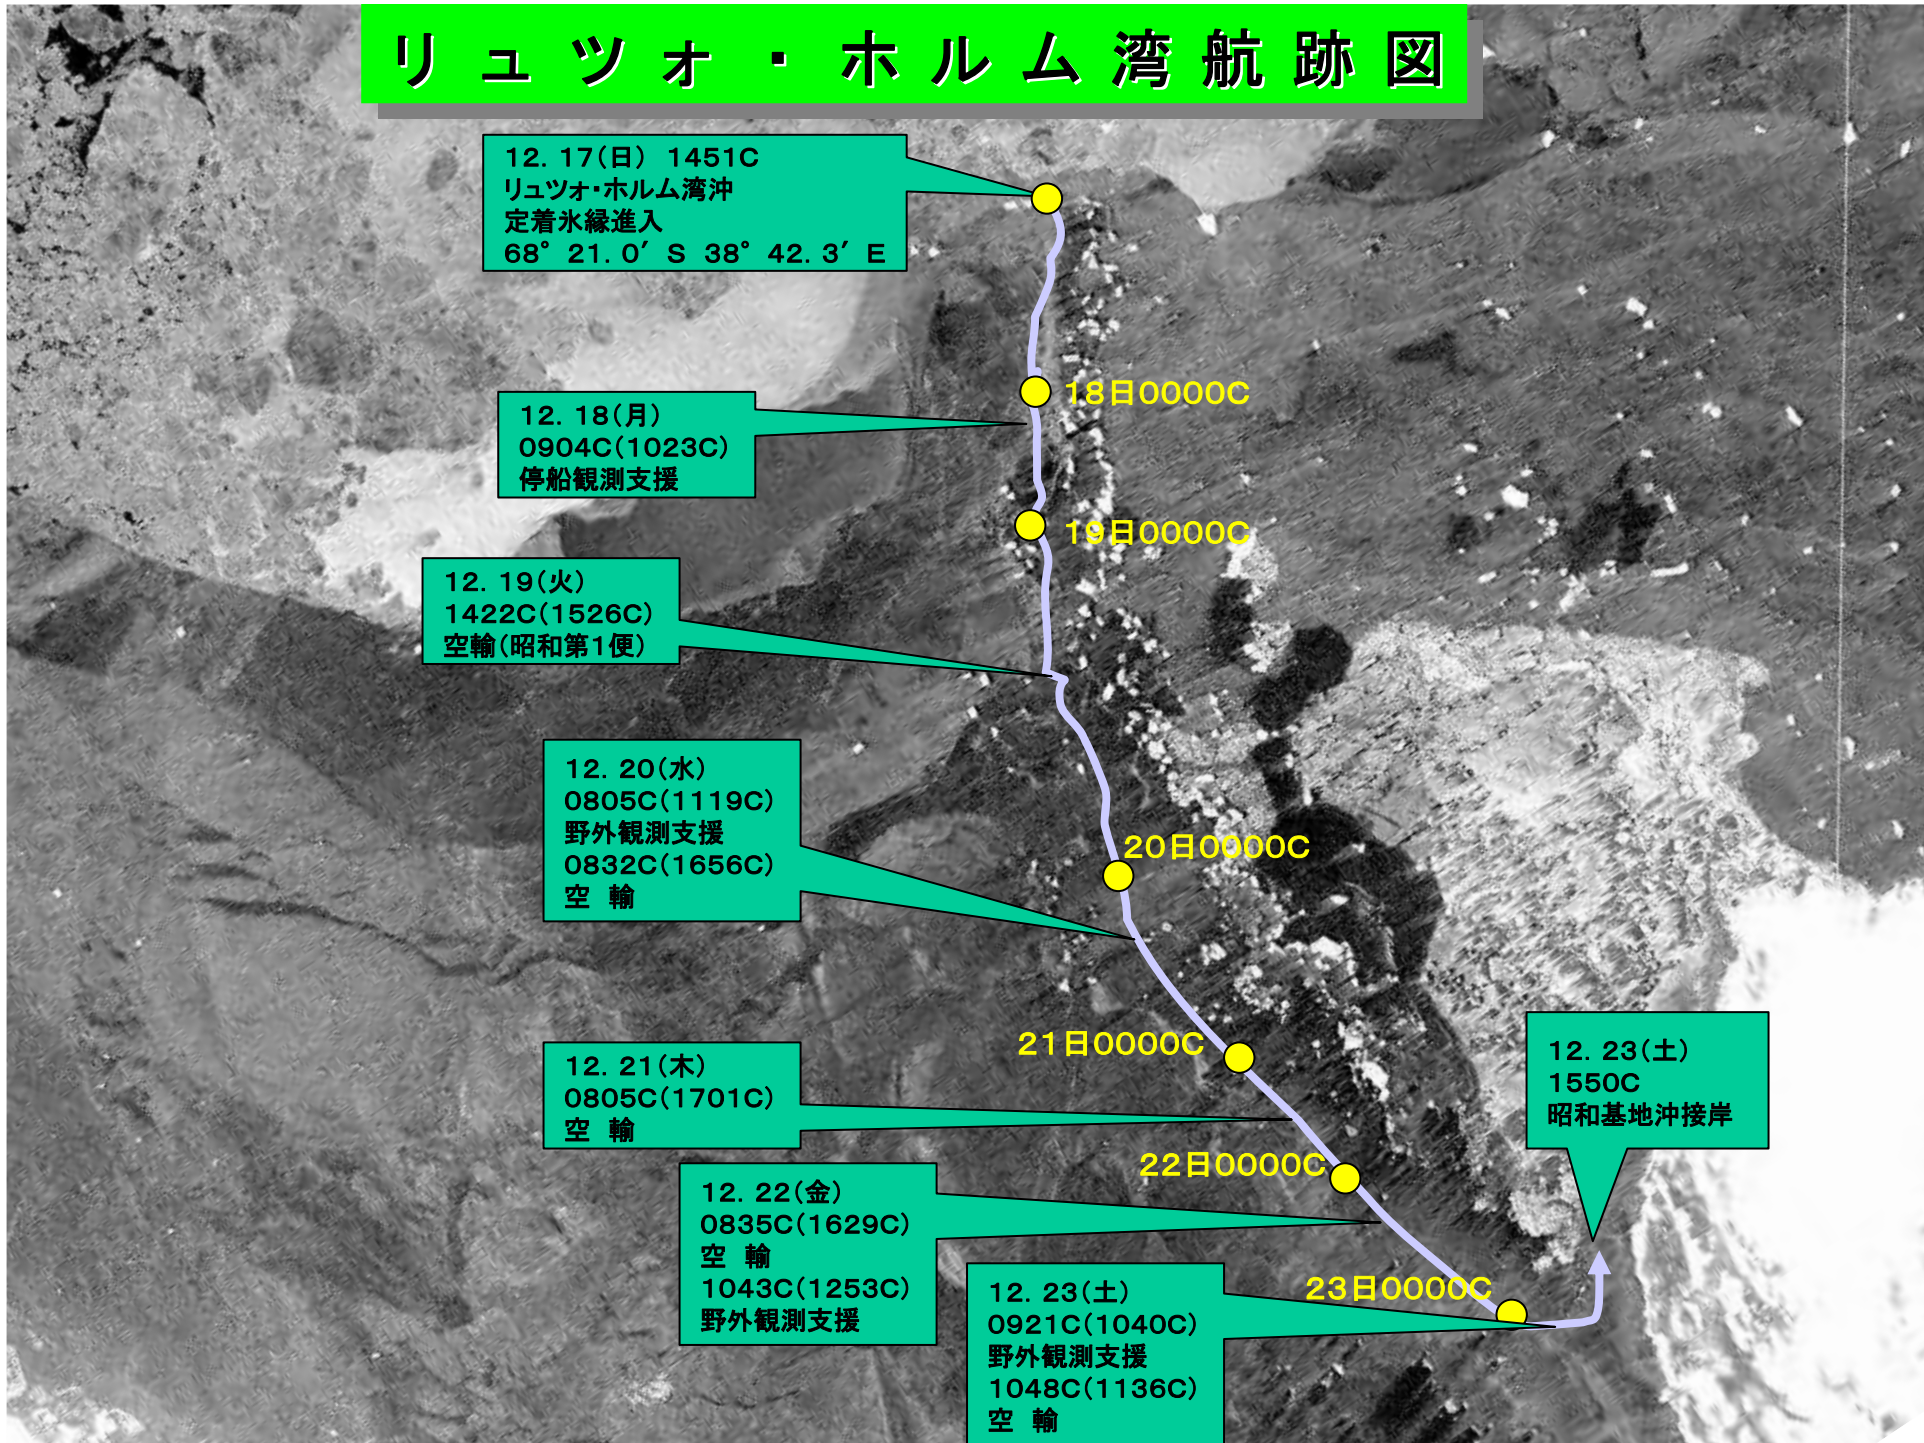 リュツォ・ホルム湾航跡図
12. 17(日) 1451C
リュツォ・ホルム湾沖
定着氷縁進入
68° 21.0′ S 38° 42.3′ E
18日0000C
12. 18(月)
0904C(1023C)
停船観測支援
19日0000C
12. 19(火)
1422C(1526C)
空輸(昭和第1便)
12. 20(水)
0805C(1119C)
野外観測支援
0832C(1656C)
空 輸
20日0000C
21日0000C
12. 21(木)
0805C(1701C)
空 輸
22日0000C
12. 22(金)
0835C(1629C)
空 輸
1043C(1253C)
野外観測支援
23日0000C
12. 23(土)
0921C(1040C)
野外観測支援
1048C(1136C)
空 輸
12. 23(土)
1550C
昭和基地沖接岸